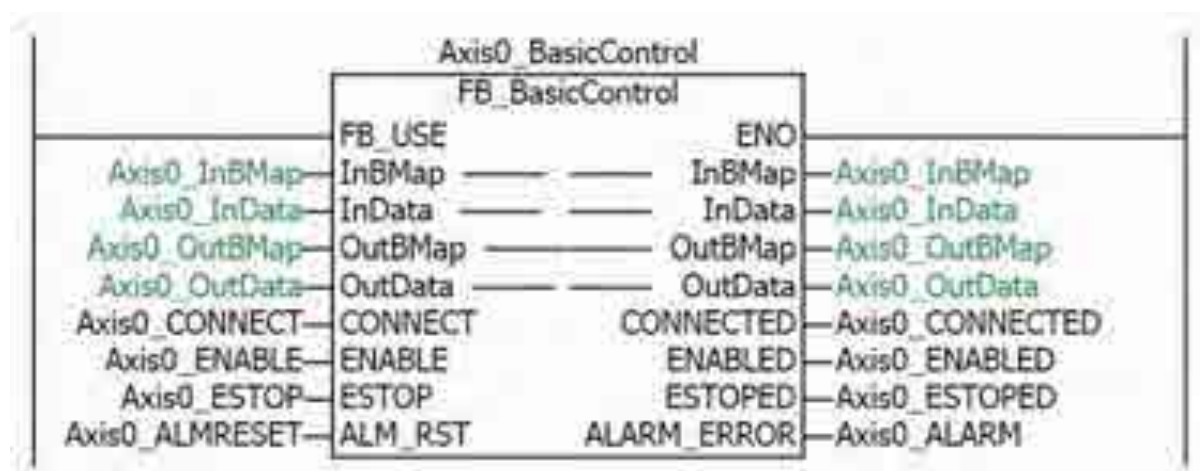 Axis0_BasicControl
FB_BasicControl
FB_USE ENO
Axis0_InBMap InBMap InBMap Axis0_InBMap
Axis0_InData InData InData Axis0_InData
Axis0_OutBMap OutBMap OutBMap Axis0_OutBMap
Axis0_OutData OutData OutData Axis0_OutData
Axis0_CONNECT CONNECT CONNECTED Axis0_CONNECTED
Axis0_ENABLE ENABLE ENABLED Axis0_ENABLED
Axis0_ESTOP ESTOP ESTOPED Axis0_ESTOPED
Axis0_ALMRESET ALM_RST ALARM_ERROR Axis0_ALARM